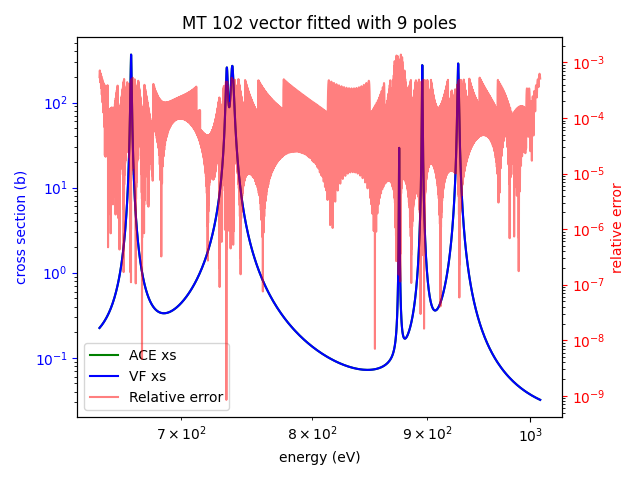 MT 102 vector fitted with 9 poles
cross section (b)
10²
10¹
10⁰
10⁻¹
10⁻³
10⁻⁴
10⁻⁵
10⁻⁶
10⁻⁷
10⁻⁸
10⁻⁹
relative error
ACE xs
VF xs
Relative error
7 × 10² 8 × 10² 9 × 10² 10³
energy (eV)